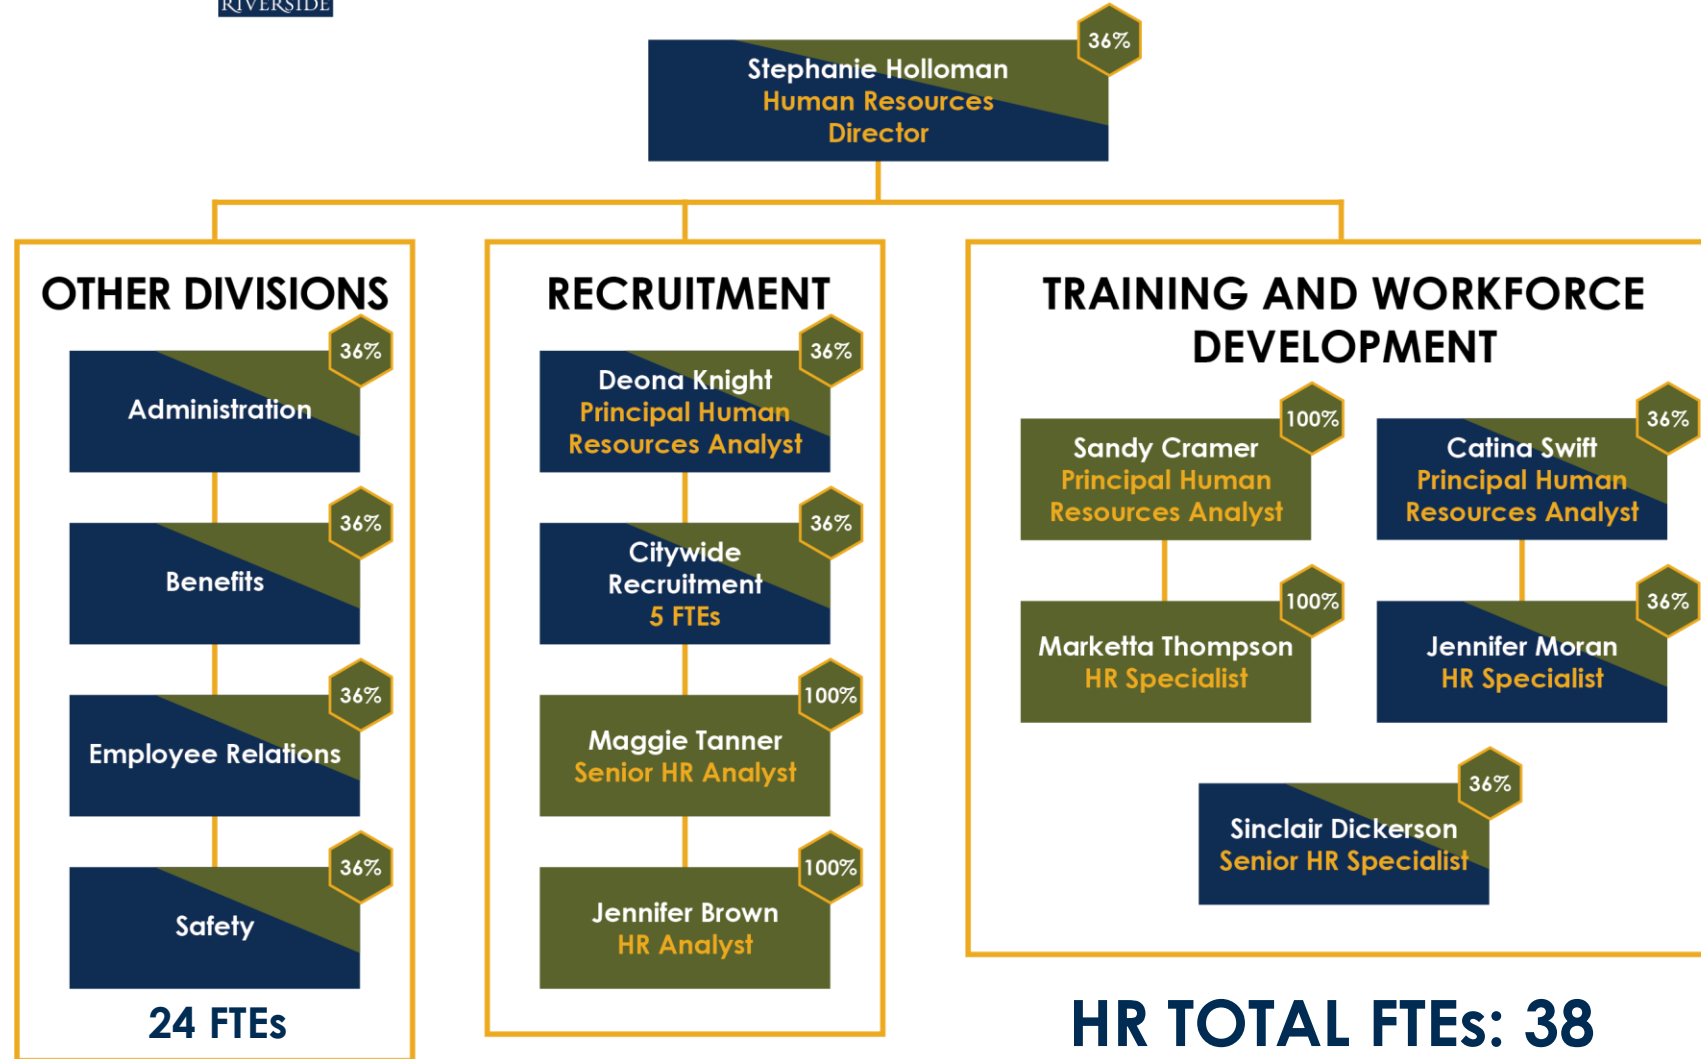 RIVERSIDE
36%
Stephanie Holloman
Human Resources
Director
OTHER DIVISIONS
36%
Administration
36%
Benefits
36%
Employee Relations
36%
Safety
24 FTEs
RECRUITMENT
36%
Deona Knight
Principal Human
Resources Analyst
36%
Citywide
Recruitment
5 FTEs
100%
Maggie Tanner
Senior HR Analyst
100%
Jennifer Brown
HR Analyst
TRAINING AND WORKFORCE
DEVELOPMENT
100%
Sandy Cramer
Principal Human
Resources Analyst
36%
Catina Swift
Principal Human
Resources Analyst
100%
Marketta Thompson
HR Specialist
36%
Jennifer Moran
HR Specialist
36%
Sinclair Dickerson
Senior HR Specialist
HR TOTAL FTEs: 38